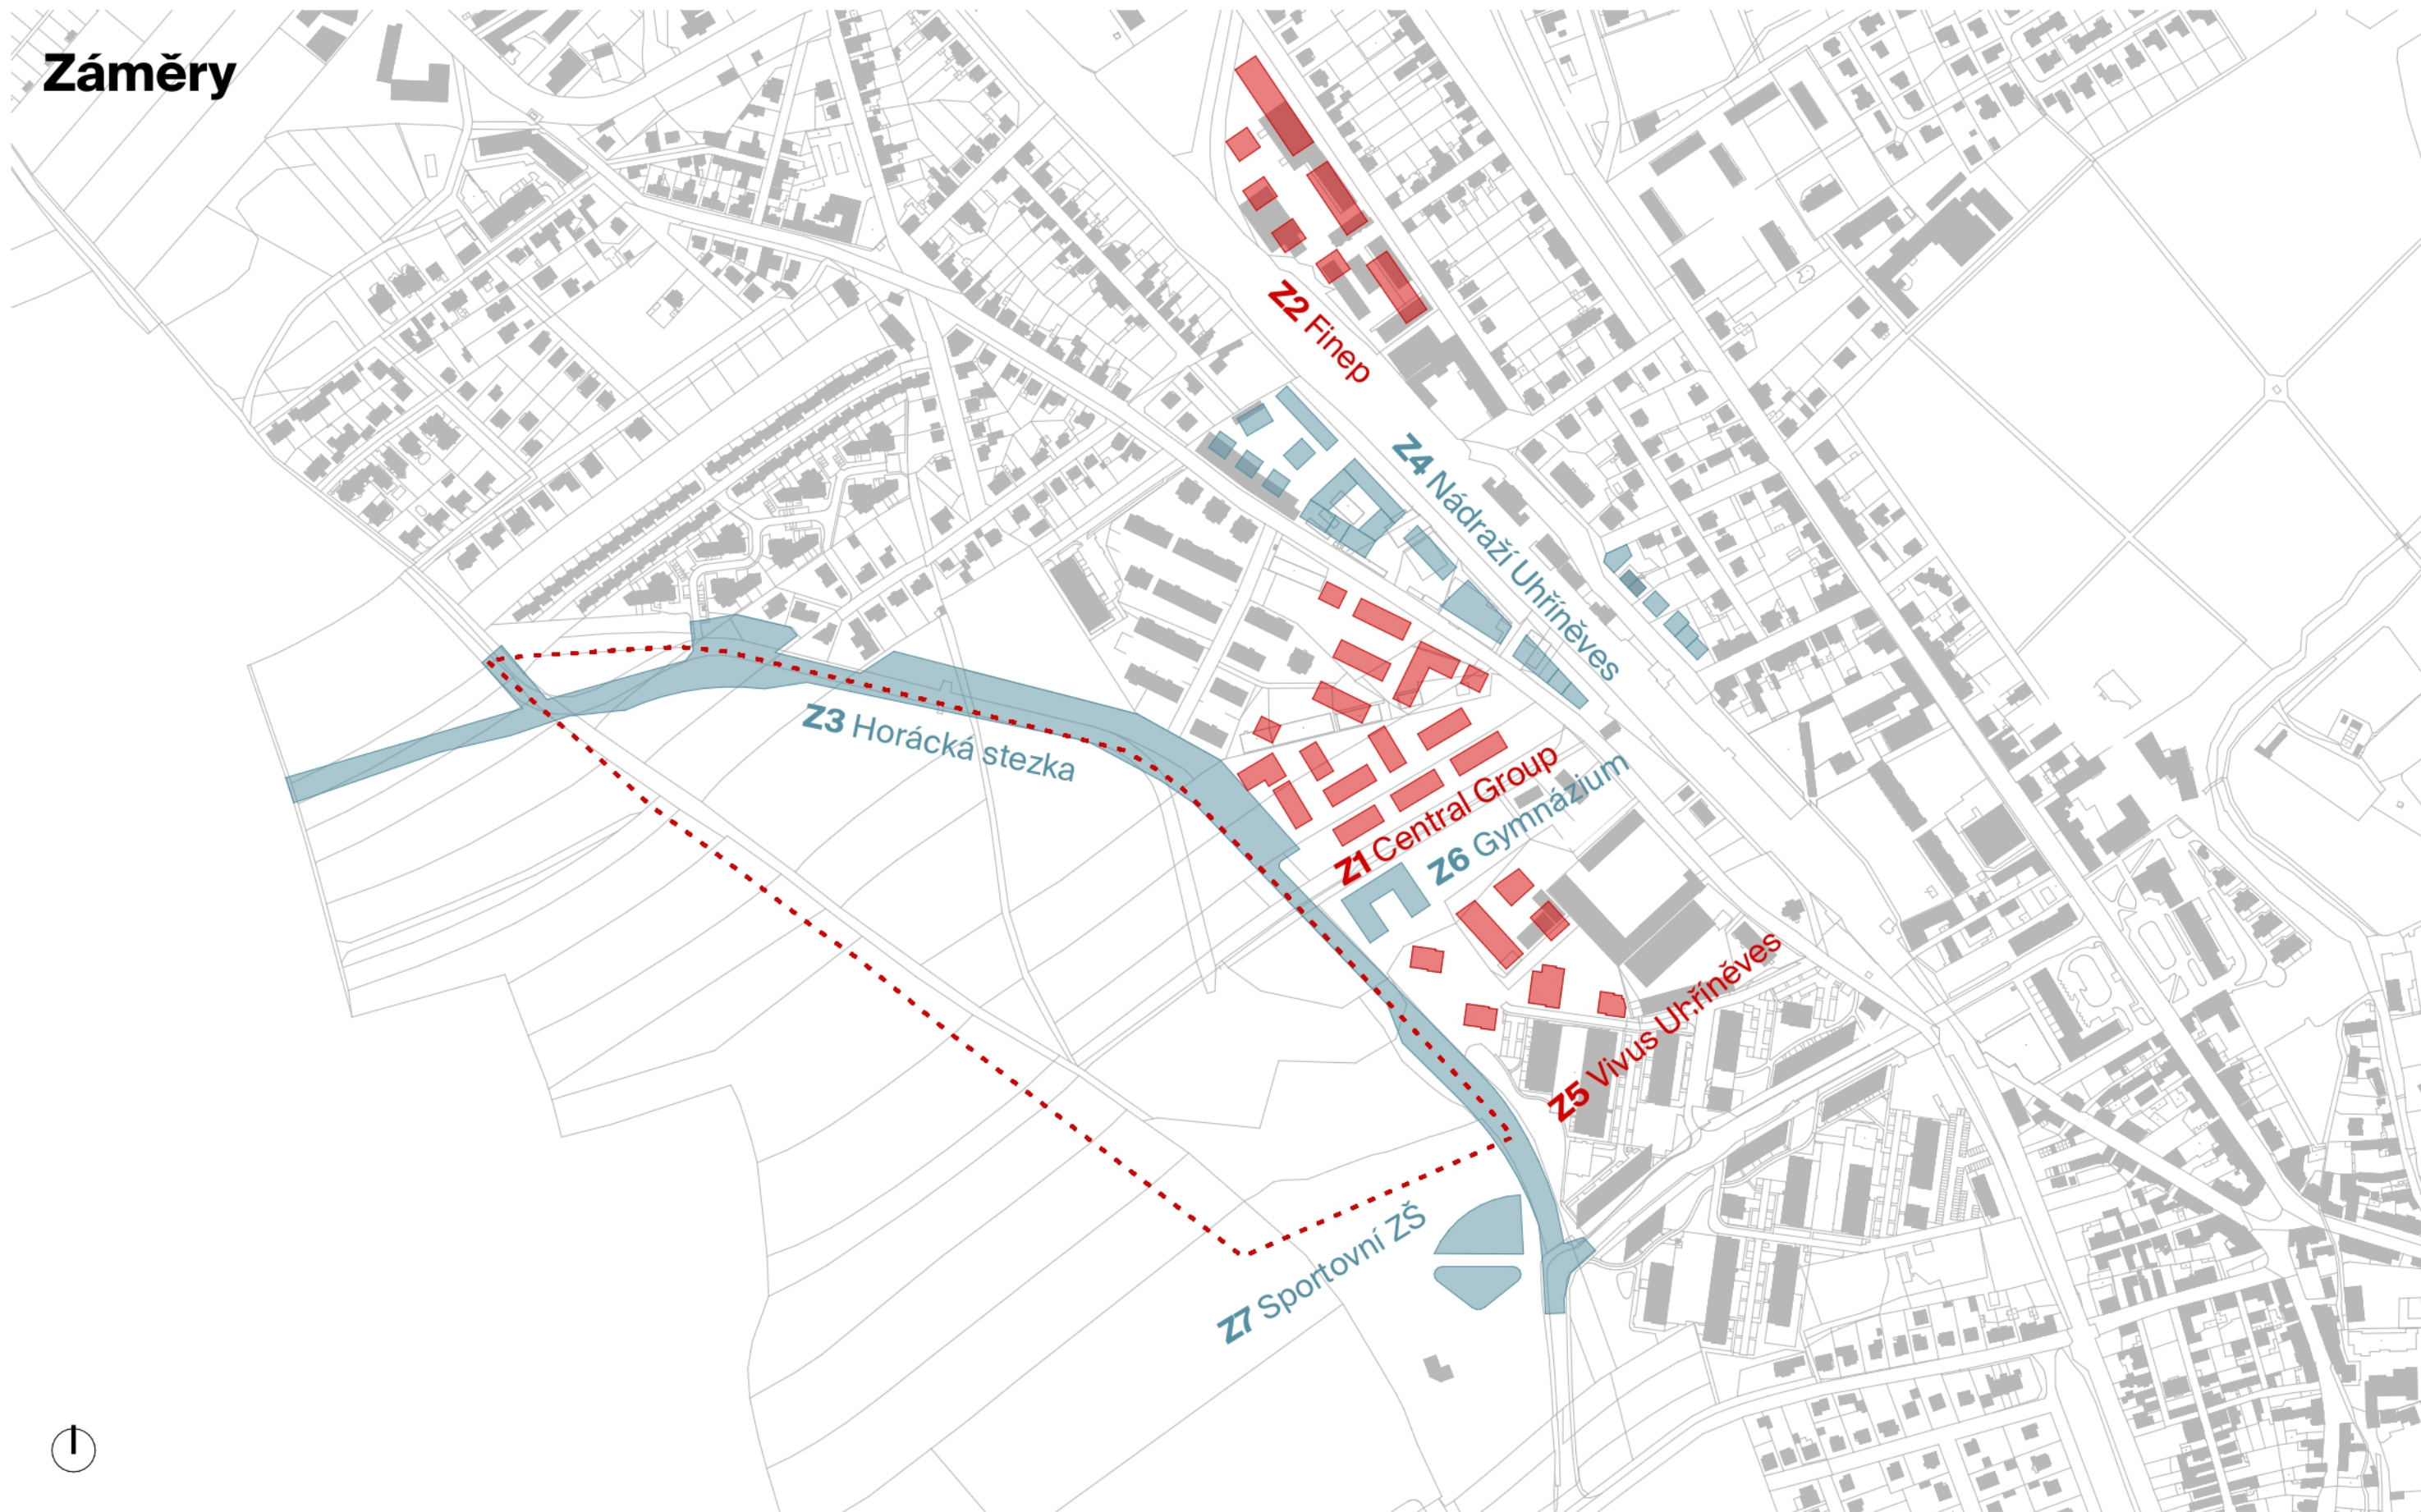 Záměry
Z2 Finep
Z4 Nádraží Uhříněves
Z3 Horácká stezka
Z1 Central Group
Z6 Gymnázium
Z5 Vivus Uhříněves
Z7 Sportovní ZŠ